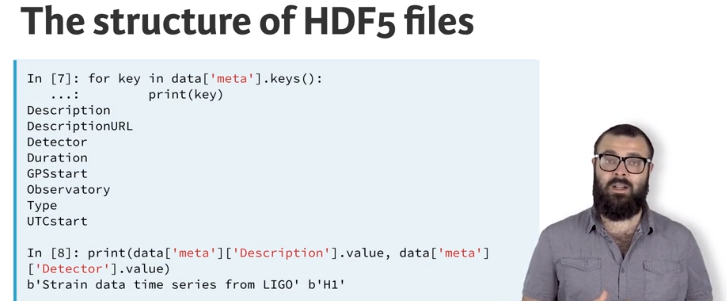 The structure of HDF5 files
In [7]: for key in data['meta'].keys():
   ...:         print(key)
Description
DescriptionURL
Detector
Duration
GPSstart
Observatory
Type
UTCstart
In [8]: print(data['meta']['Description'].value, data['meta']
['Detector'].value)
b'Strain data time series from LIGO' b'H1'